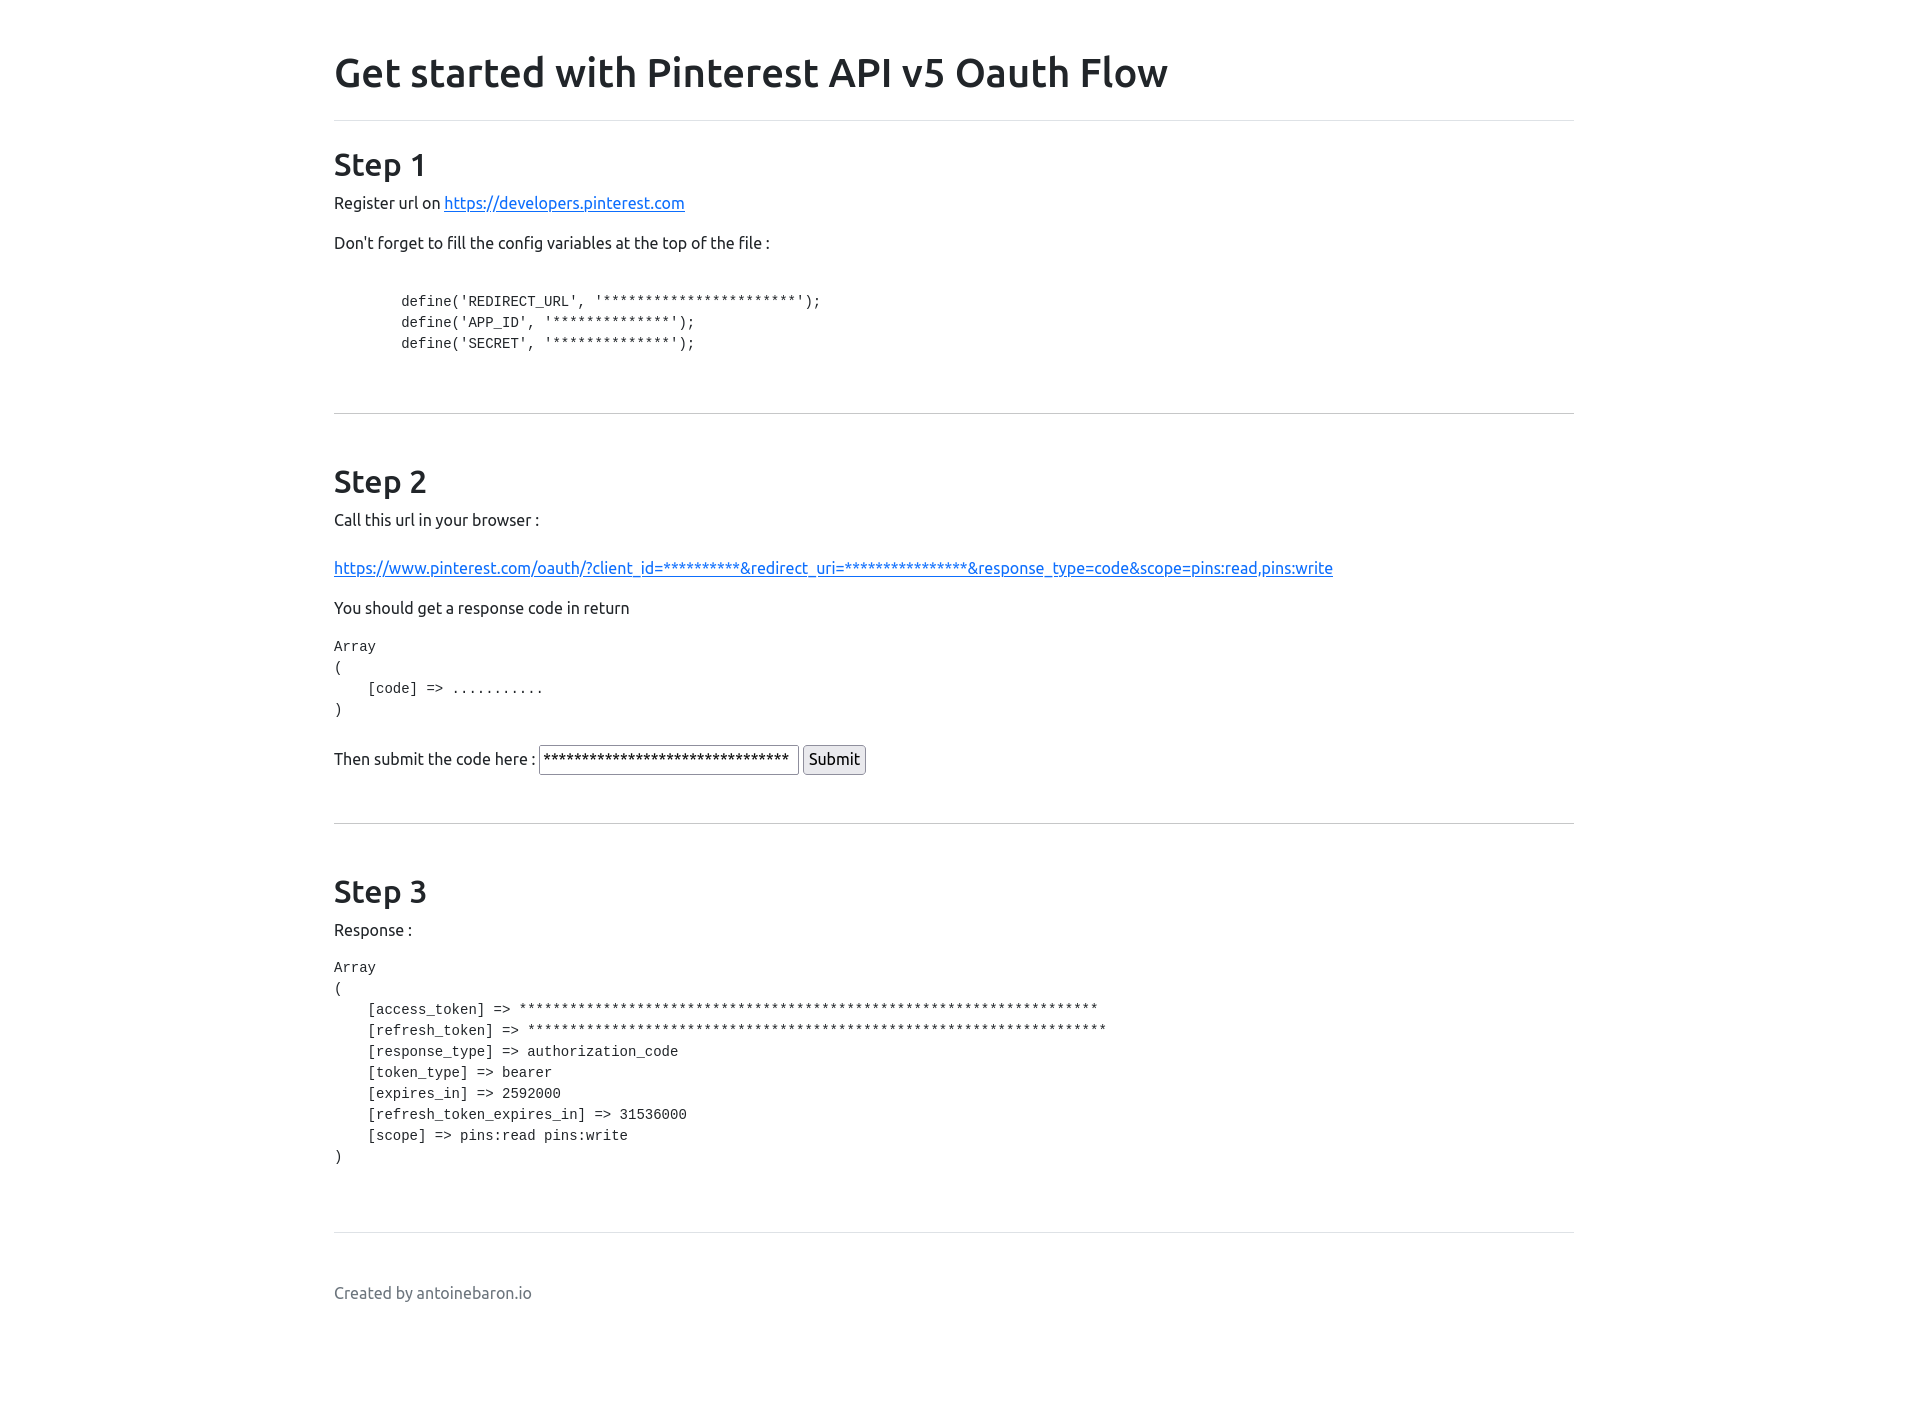 Get started with Pinterest API v5 Oauth Flow
Step 1
Register url on https://developers.pinterest.com
Don't forget to fill the config variables at the top of the file :
define('REDIRECT_URL', '***********************');
define('APP_ID', '**************');
define('SECRET', '**************');
Step 2
Call this url in your browser :
https://www.pinterest.com/oauth/?client_id=**********&redirect_uri=****************&response_type=code&scope=pins:read,pins:write
You should get a response code in return
Array
(
    [code] => ...........
)
Then submit the code here : ******************************** Submit
Step 3
Response :
Array
(
    [access_token] => *********************************************************************
    [refresh_token] => *********************************************************************
    [response_type] => authorization_code
    [token_type] => bearer
    [expires_in] => 2592000
    [refresh_token_expires_in] => 31536000
    [scope] => pins:read pins:write
)
Created by antoinebaron.io